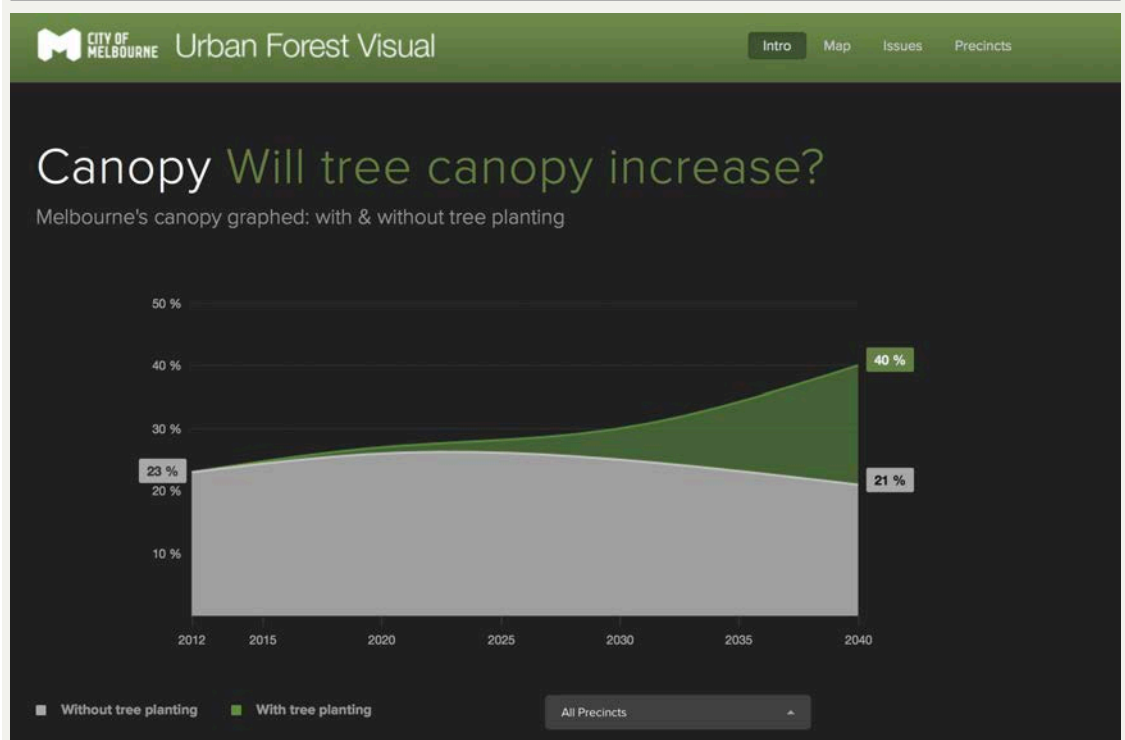 CITY OF
MELBOURNE
Urban Forest Visual
Intro Map Issues Precincts
Canopy Will tree canopy increase?
Melbourne's canopy graphed: with & without tree planting
50 %
40 %
40 %
30 %
23 %
21 %
20 %
10 %
2012 2015 2020 2025 2030 2035 2040
Without tree planting With tree planting All Precincts